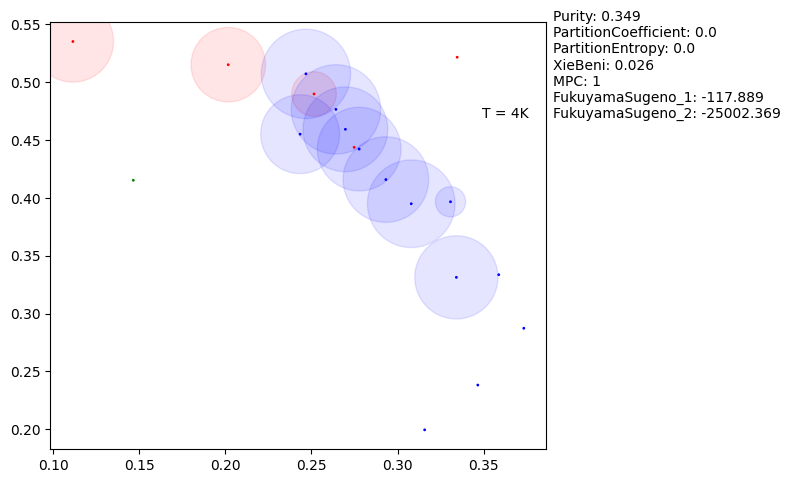 Purity: 0.349
PartitionCoefficient: 0.0
PartitionEntropy: 0.0
XieBeni: 0.026
MPC: 1
FukuyamaSugeno_1: -117.889
FukuyamaSugeno_2: -25002.369
T = 4K
0.55
0.50
0.45
0.40
0.35
0.30
0.25
0.20
0.10 0.15 0.20 0.25 0.30 0.35